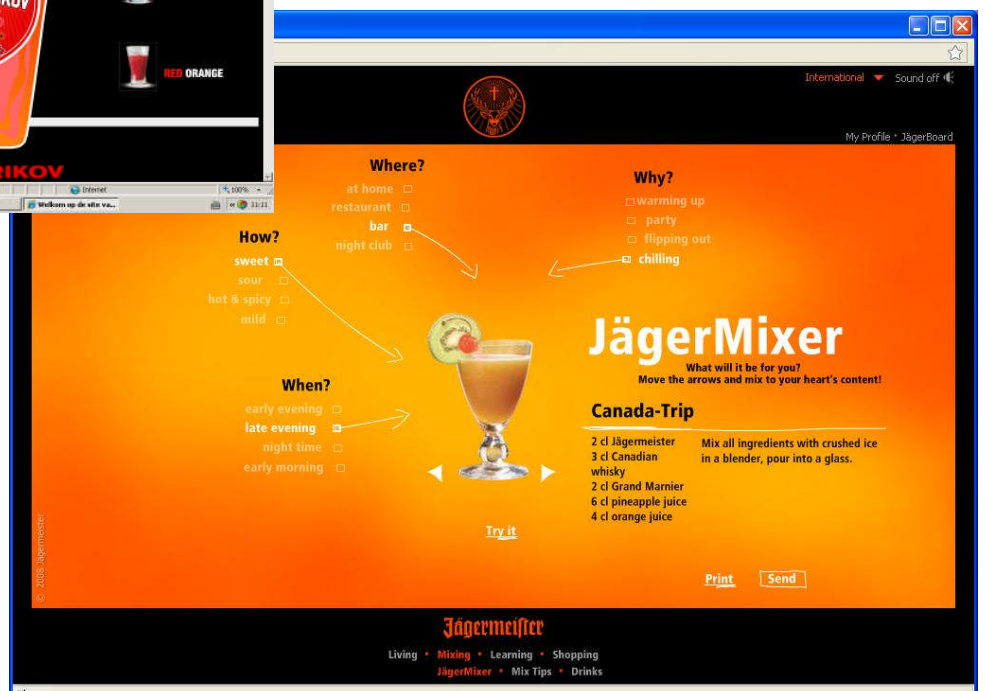 RED ORANGE
Internet
100%
Welkom op de site va...
11:11
International
Sound off
My Profile • JägerBoard
Where?
at home
restaurant
bar
night club
Why?
warming up
party
flipping out
chilling
How?
sweet
sour
hot & spicy
mild
When?
early evening
late evening
night time
early morning
JägerMixer
What will it be for you?
Move the arrows and mix to your heart's content!
Canada-Trip
2 cl Jägermeister
3 cl Canadian
whisky
2 cl Grand Marnier
6 cl pineapple juice
4 cl orange juice
Mix all ingredients with crushed ice
in a blender, pour into a glass.
Try it
Print
Send
© 2008 Jägermeister
Jägermeister
Living • Mixing • Learning • Shopping
JägerMixer • Mix Tips • Drinks